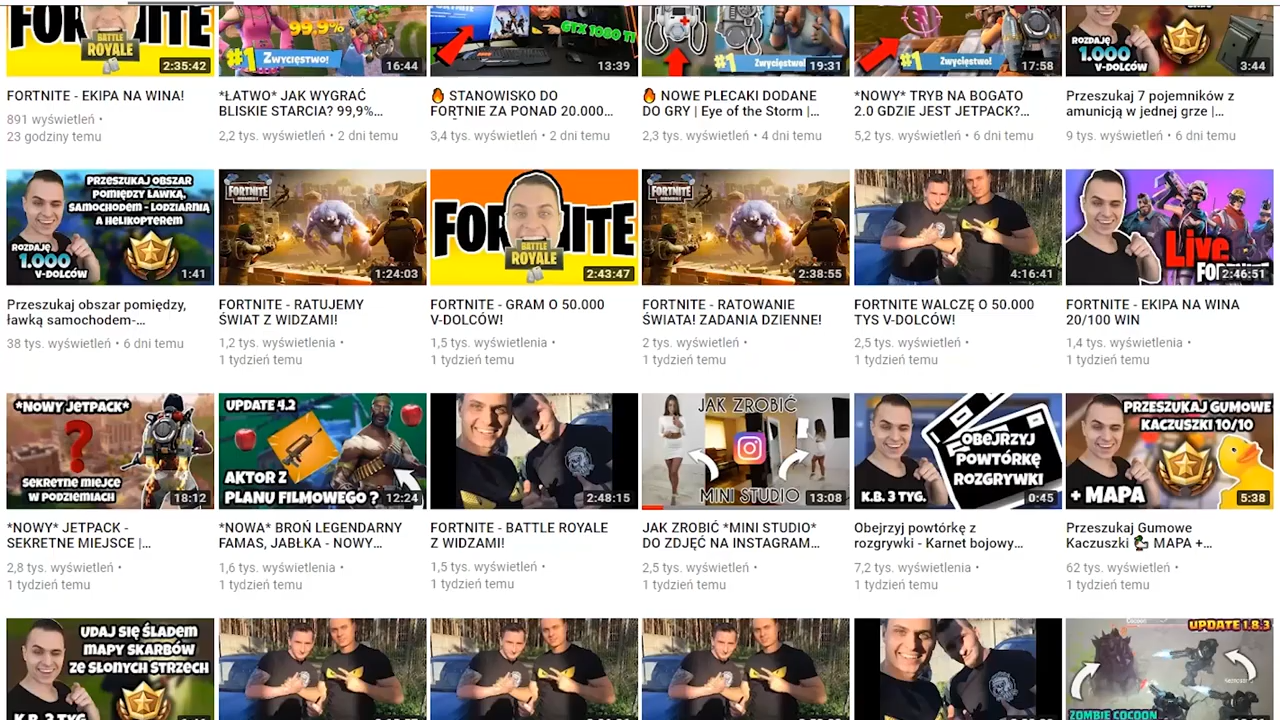 FORTNITE
BATTLE
ROYALE
2:35:42
99.9%
#1 ZWYCIĘSTWO!
16:44
GTX 1080 TI
13:39
#1 Zwycięstwo!
19:31
#1 Zwycięstwo!
17:58
ROZDAJĘ
1.000
V-DOLCÓW
3:44
FORTNITE - EKIPA NA WINA!
891 wyświetleń •
23 godziny temu
*ŁATWO* JAK WYGRAĆ
BLISKIE STARCIA? 99,9%...
2,2 tys. wyświetleń • 2 dni temu
STANOWISKO DO
FORTNIE ZA PONAD 20.000...
3,4 tys. wyświetleń • 2 dni temu
NOWE PLECAKI DODANE
DO GRY | Eye of the Storm |...
2,3 tys. wyświetleń • 4 dni temu
*NOWY* TRYB NA BOGATO
2.0 GDZIE JEST JETPACK?...
5,2 tys. wyświetleń • 6 dni temu
Przeszukaj 7 pojemników z
amunicją w jednej grze |...
9 tys. wyświetleń • 6 dni temu
PRZESZUKAJ OBSZAR
POMIĘDZY ŁAWKĄ,
SAMOCHODEM - LODZIARNIĄ
A HELIKOPTEREM
ROZDAJĘ
1.000
V-DOLCÓW
1:41
FORTNITE
1:24:03
FORTNITE
BATTLE
ROYALE
2:43:47
FORTNITE
2:38:55
4:16:41
Live
FORTNITE
2:46:51
Przeszukaj obszar pomiędzy,
ławką samochodem-...
38 tys. wyświetleń • 6 dni temu
FORTNITE - RATUJEMY
ŚWIAT Z WIDZAMI!
1,2 tys. wyświetlenia •
1 tydzień temu
FORTNITE - GRAM O 50.000
V-DOLCÓW!
1,5 tys. wyświetlenia •
1 tydzień temu
FORTNITE - RATOWANIE
ŚWIATA! ZADANIA DZIENNE!
2 tys. wyświetleń •
1 tydzień temu
FORTNITE WALCZĘ O 50.000
TYS V-DOLCÓW!
2,5 tys. wyświetleń •
1 tydzień temu
FORTNITE - EKIPA NA WINA
20/100 WIN
1,4 tys. wyświetlenia •
1 tydzień temu
*NOWY JETPACK*
?
SEKRETNE MIEJSCE
W PODZIEMIACH
18:12
UPDATE 4.2
AKTOR Z
PLANU FILMOWEGO ?
12:24
2:48:15
JAK ZROBIĆ
MINI STUDIO
13:08
OBEJRZYJ
POWTÓRKĘ
ROZGRYWKI
K.B. 3 TYG.
0:45
PRZESZUKAJ GUMOWE
KACZUSZKI 10/10
+ MAPA
5:38
*NOWY* JETPACK -
SEKRETNE MIEJSCE |...
2,8 tys. wyświetleń •
1 tydzień temu
*NOWA* BROŃ LEGENDARNY
FAMAS, JABŁKA - NOWY...
1,6 tys. wyświetleń •
1 tydzień temu
FORTNITE - BATTLE ROYALE
Z WIDZAMI!
1,5 tys. wyświetleń •
1 tydzień temu
JAK ZROBIĆ *MINI STUDIO*
DO ZDJĘĆ NA INSTAGRAM...
2,5 tys. wyświetleń •
1 tydzień temu
Obejrzyj powtórkę z
rozgrywki - Karnet bojowy...
7,2 tys. wyświetlenia •
1 tydzień temu
Przeszukaj Gumowe
Kaczuszki MAPA +...
62 tys. wyświetleń •
1 tydzień temu
UDAJ SIĘ ŚLADEM
MAPY SKARBÓW
ZE SŁONYCH STRZECH
K.B. 3 TYG.
UPDATE 1.8.3
Cocoon
ZOMBIE COCOON